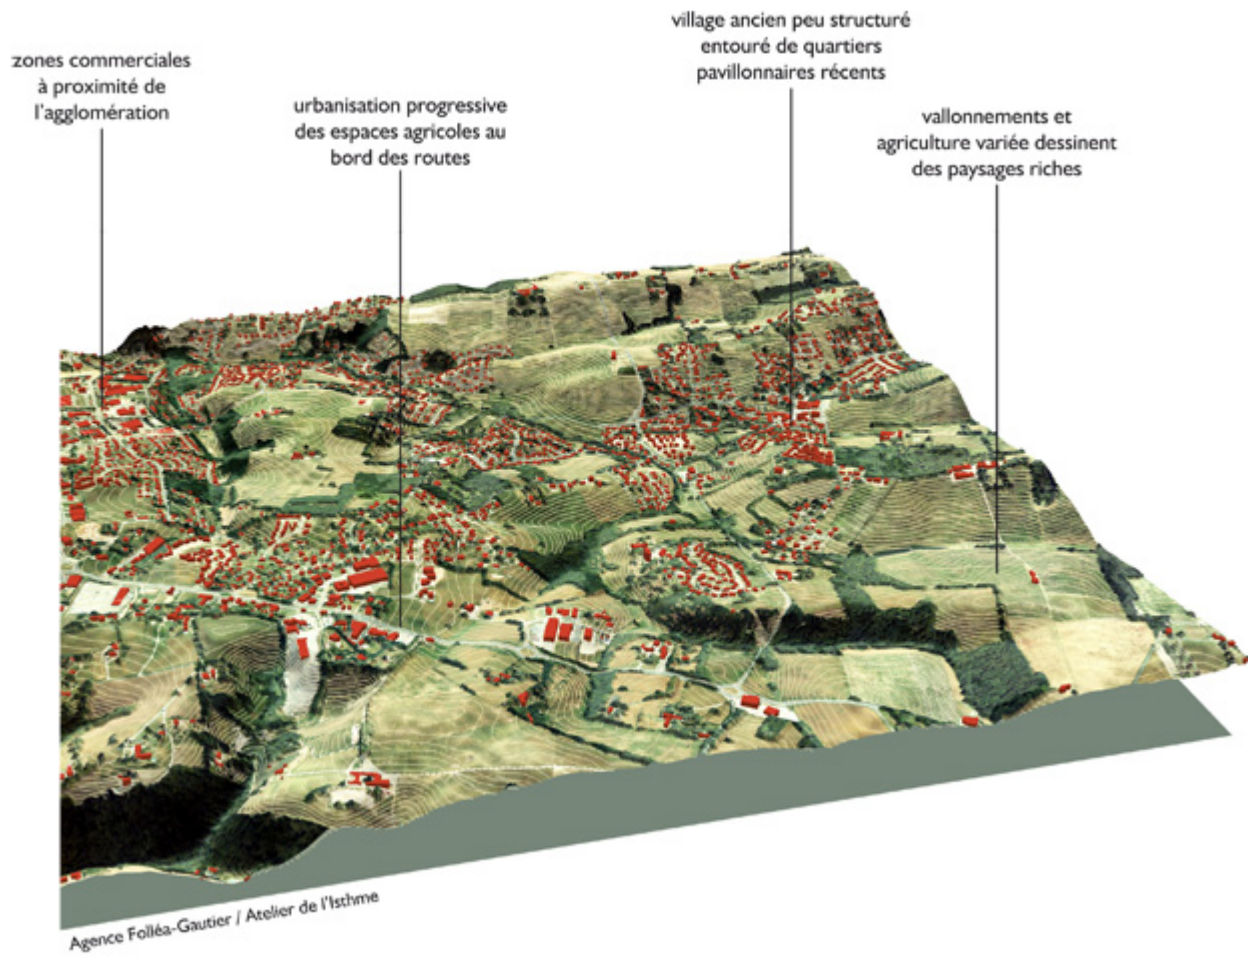 zones commerciales
à proximité de
l'agglomération
urbanisation progressive
des espaces agricoles au
bord des routes
village ancien peu structuré
entouré de quartiers
pavillonnaires récents
vallonnements et
agriculture variée dessinent
des paysages riches
Agence Folléa-Gautier / Atelier de l'Isthme